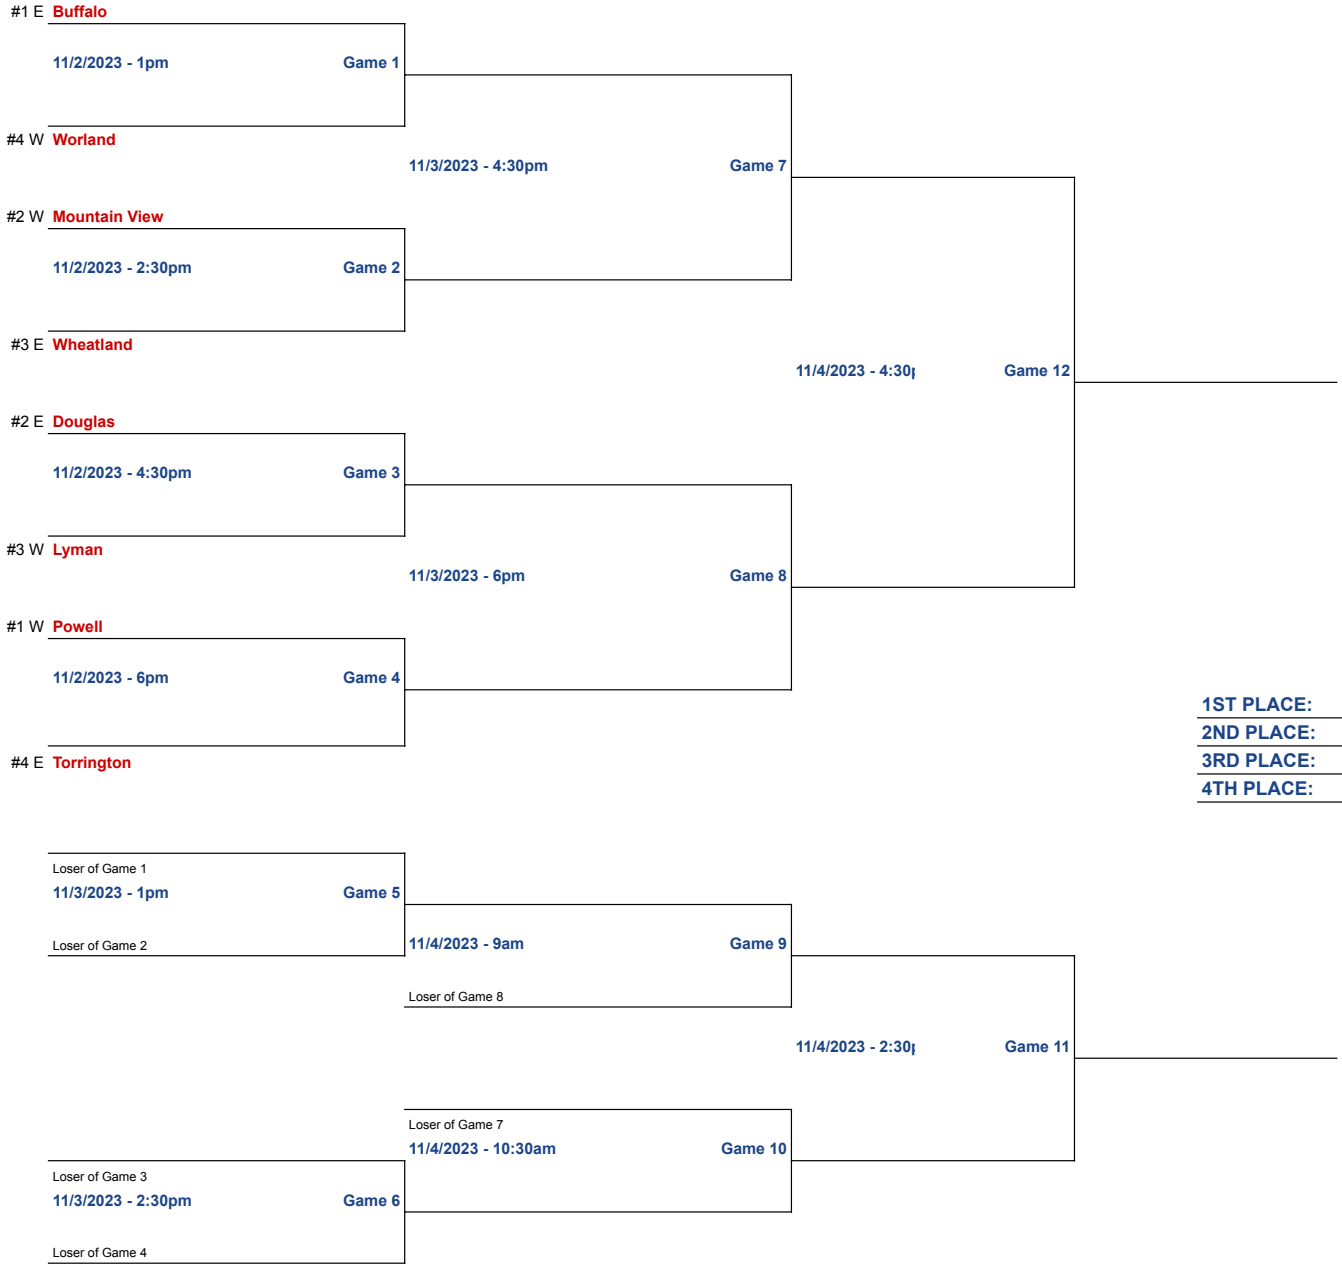 #1 E Buffalo
11/2/2023 - 1pm Game 1
#4 W Worland
11/3/2023 - 4:30pm Game 7
#2 W Mountain View
11/2/2023 - 2:30pm Game 2
#3 E Wheatland
11/4/2023 - 4:30p Game 12
#2 E Douglas
11/2/2023 - 4:30pm Game 3
#3 W Lyman
11/3/2023 - 6pm Game 8
#1 W Powell
11/2/2023 - 6pm Game 4
1ST PLACE:
2ND PLACE:
3RD PLACE:
#4 E Torrington
4TH PLACE:
Loser of Game 1
11/3/2023 - 1pm Game 5
Loser of Game 2
11/4/2023 - 9am Game 9
Loser of Game 8
11/4/2023 - 2:30p Game 11
Loser of Game 7
11/4/2023 - 10:30am Game 10
Loser of Game 3
11/3/2023 - 2:30pm Game 6
Loser of Game 4